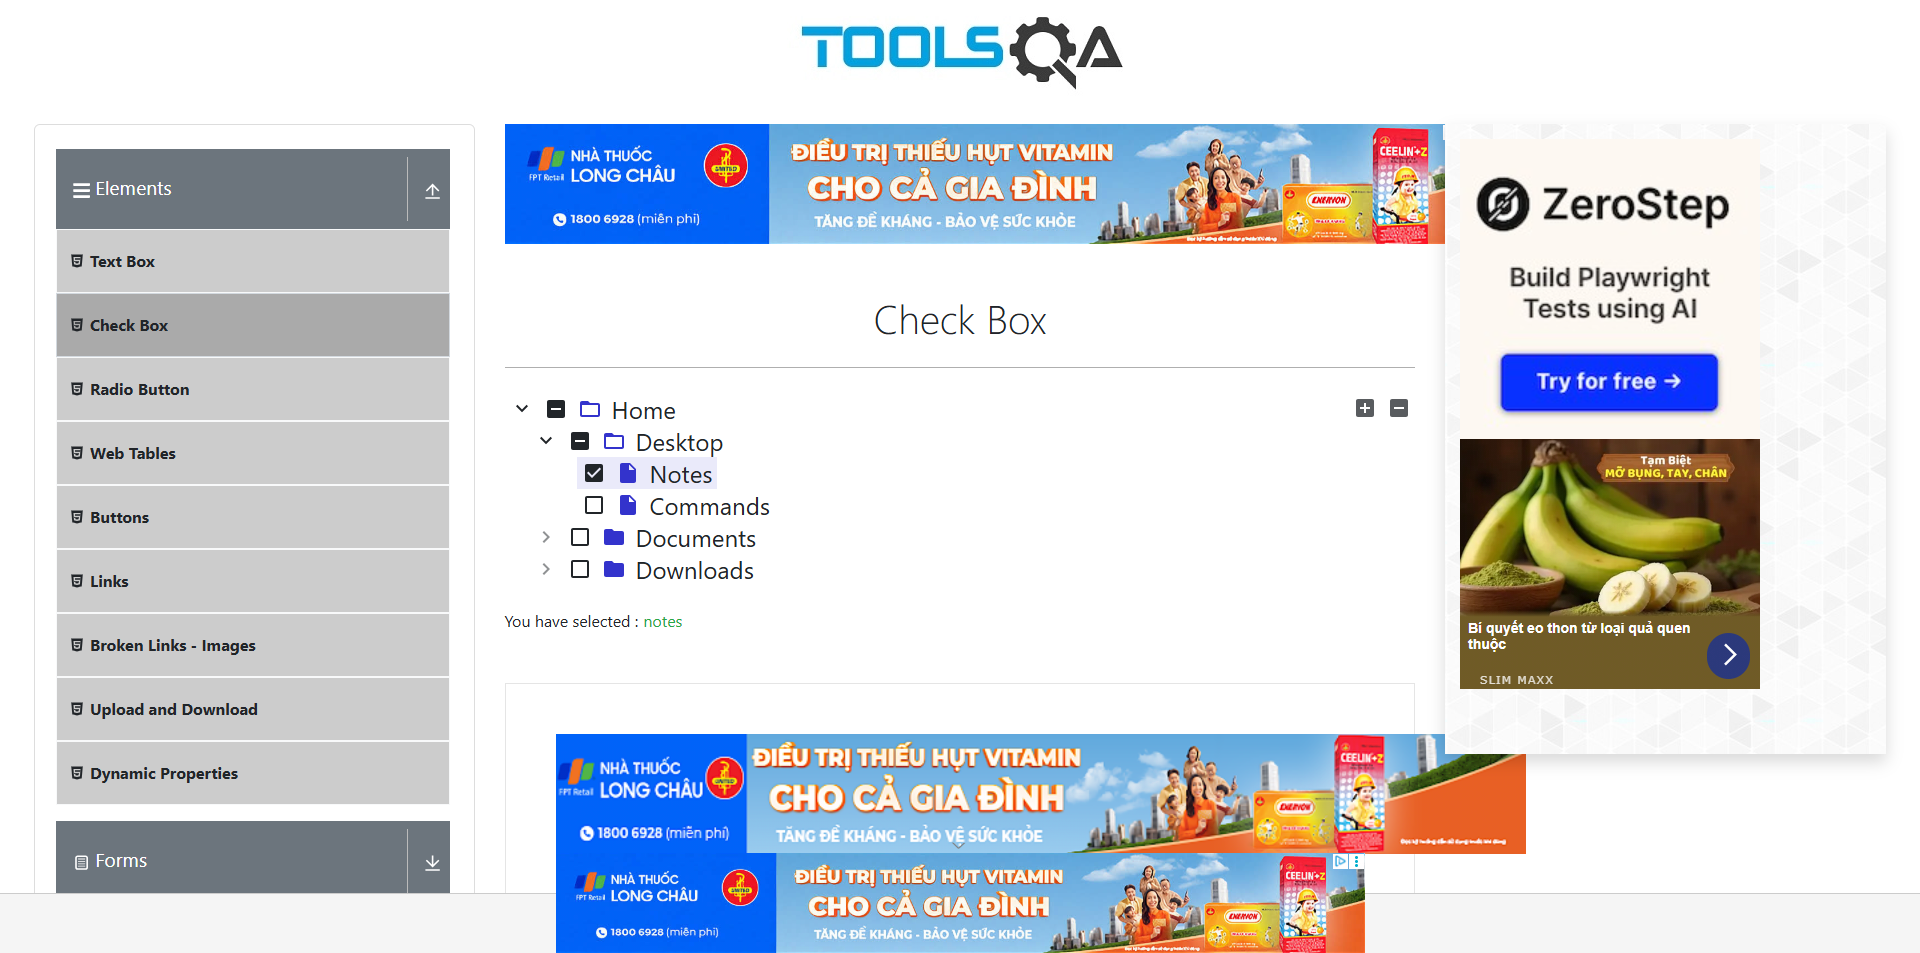 TOOLSQA
Elements
Text Box
Check Box
Radio Button
Web Tables
Buttons
Links
Broken Links - Images
Upload and Download
Dynamic Properties
Forms
NHÀ THUỐC
LONG CHÂU
FPT Retail
UNITED
1800 6928 (miễn phí)
ĐIỀU TRỊ THIẾU HỤT VITAMIN
CHO CẢ GIA ĐÌNH
TĂNG ĐỀ KHÁNG - BẢO VỆ SỨC KHỎE
ENERVON
CEELIN+Z
Check Box
Home
Desktop
Notes
Commands
Documents
Downloads
You have selected : notes
ZeroStep
Build Playwright
Tests using AI
Try for free →
Tạm Biệt
MỠ BỤNG, TAY, CHÂN
Bí quyết eo thon từ loại quả quen
thuộc
SLIM MAXX
NHÀ THUỐC
LONG CHÂU
FPT Retail
UNITED
1800 6928 (miễn phí)
ĐIỀU TRỊ THIẾU HỤT VITAMIN
CHO CẢ GIA ĐÌNH
TĂNG ĐỀ KHÁNG - BẢO VỆ SỨC KHỎE
ENERVON
CEELIN+Z
NHÀ THUỐC
LONG CHÂU
FPT Retail
UNITED
1800 6928 (miễn phí)
ĐIỀU TRỊ THIẾU HỤT VITAMIN
CHO CẢ GIA ĐÌNH
TĂNG ĐỀ KHÁNG - BẢO VỆ SỨC KHỎE
ENERVON
CEELIN+Z